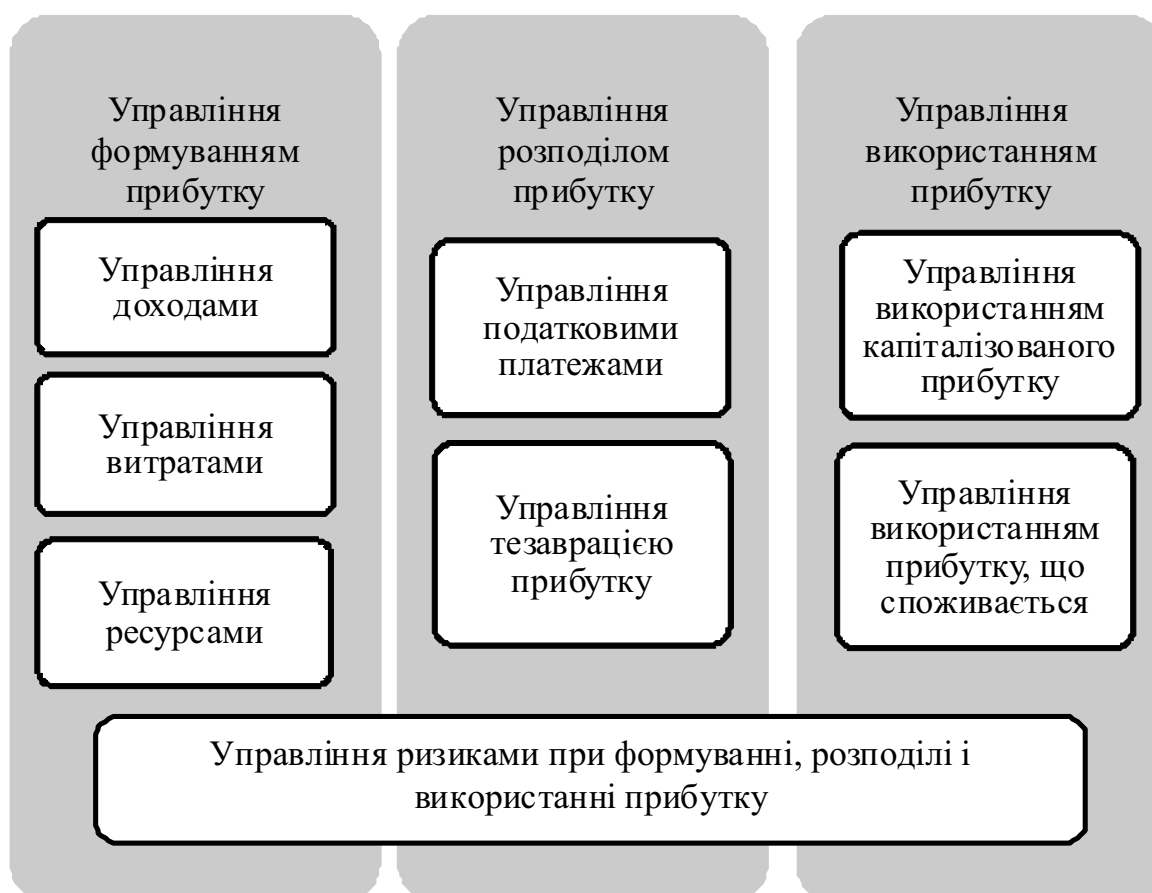 Управління
формуванням
прибутку
Управління
доходами
Управління
витратами
Управління
ресурсами
Управління
розподілом
прибутку
Управління
податковими
платежами
Управління
тезаврацією
прибутку
Управління
використанням
прибутку
Управління
використанням
капіталізованого
прибутку
Управління
використанням
прибутку, що
споживається
Управління ризиками при формуванні, розподілі і
використанні прибутку